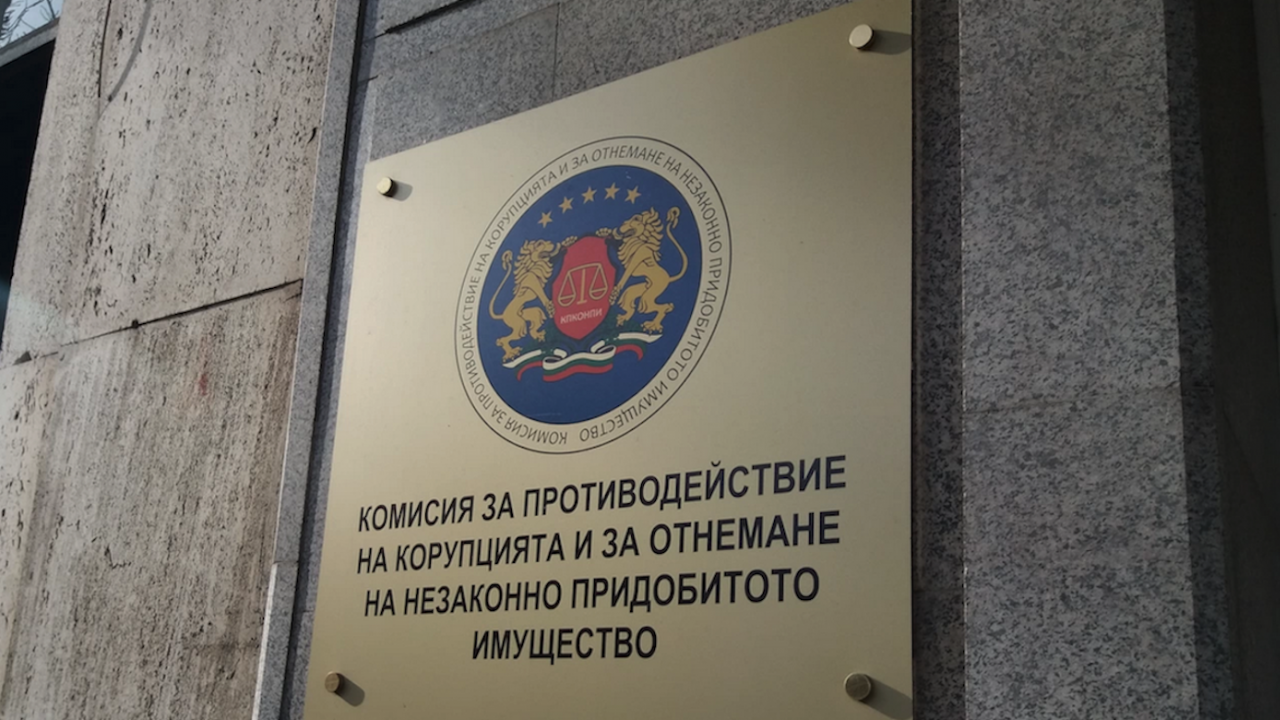 КОМИСИЯ ЗА ПРОТИВОДЕЙСТВИЕ НА КОРУПЦИЯТА И ЗА ОТНЕМАНЕ НА НЕЗАКОННО ПРИДОБИТОТО ИМУЩЕСТВО
КПКОНПИ
КОМИСИЯ ЗА ПРОТИВОДЕЙСТВИЕ
НА КОРУПЦИЯТА И ЗА ОТНЕМАНЕ
НА НЕЗАКОННО ПРИДОБИТОТО
ИМУЩЕСТВО